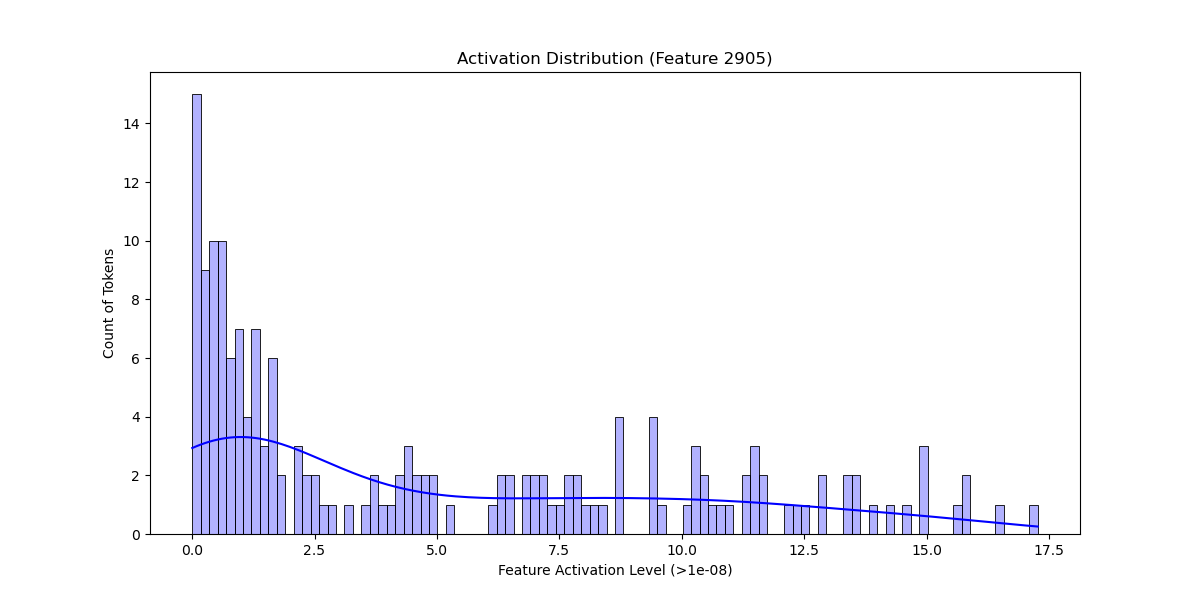 Activation Distribution (Feature 2905)
Count of Tokens
14
12
10
8
6
4
2
0
0.0 2.5 5.0 7.5 10.0 12.5 15.0 17.5
Feature Activation Level (>1e-08)